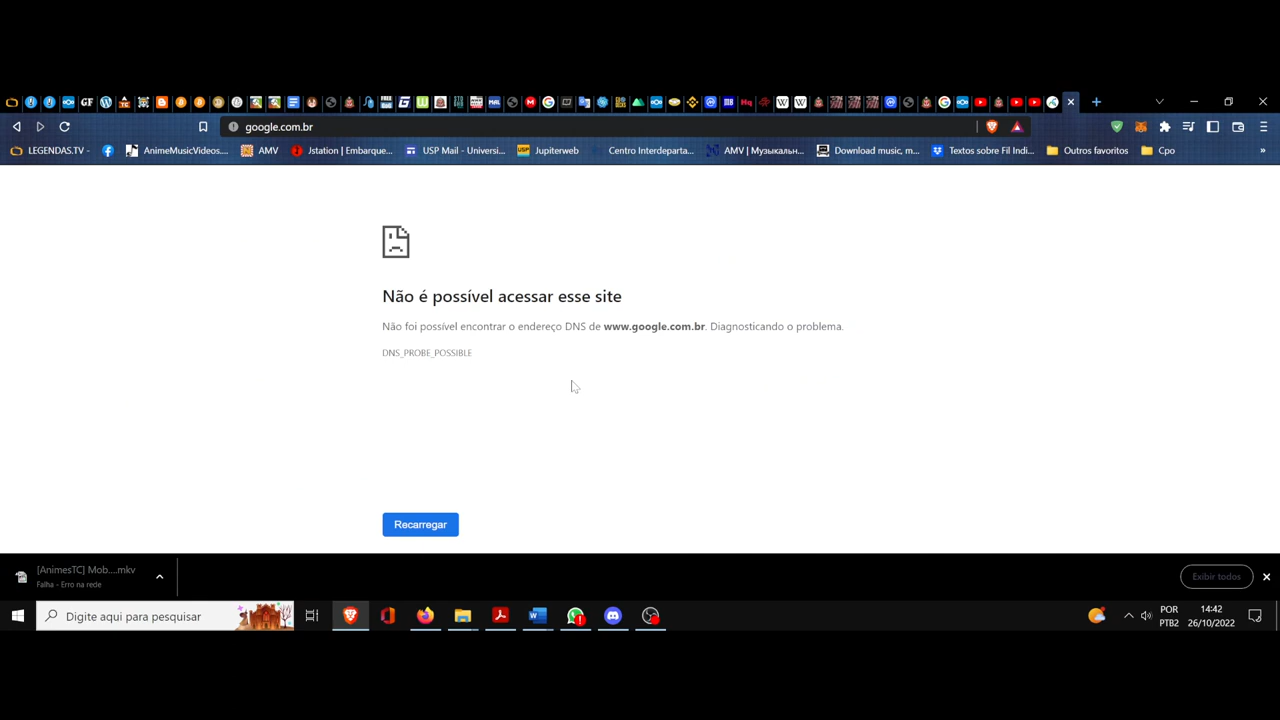 google.com.br
LEGENDAS.TV -
AnimeMusicVideos....
AMV
Jstation | Embarque...
USP Mail - Universi...
Jupiterweb
Centro Interdeparta...
AMV | Музыкальн...
Download music, m...
Textos sobre Fil Indi...
Outros favoritos
Cpo
»
Não é possível acessar esse site
Não foi possível encontrar o endereço DNS de www.google.com.br. Diagnosticando o problema.
DNS_PROBE_POSSIBLE
Recarregar
[AnimesTC] Mob....mkv
Falha - Erro na rede
Exibir todos
Digite aqui para pesquisar
POR
PTB2
14:42
26/10/2022